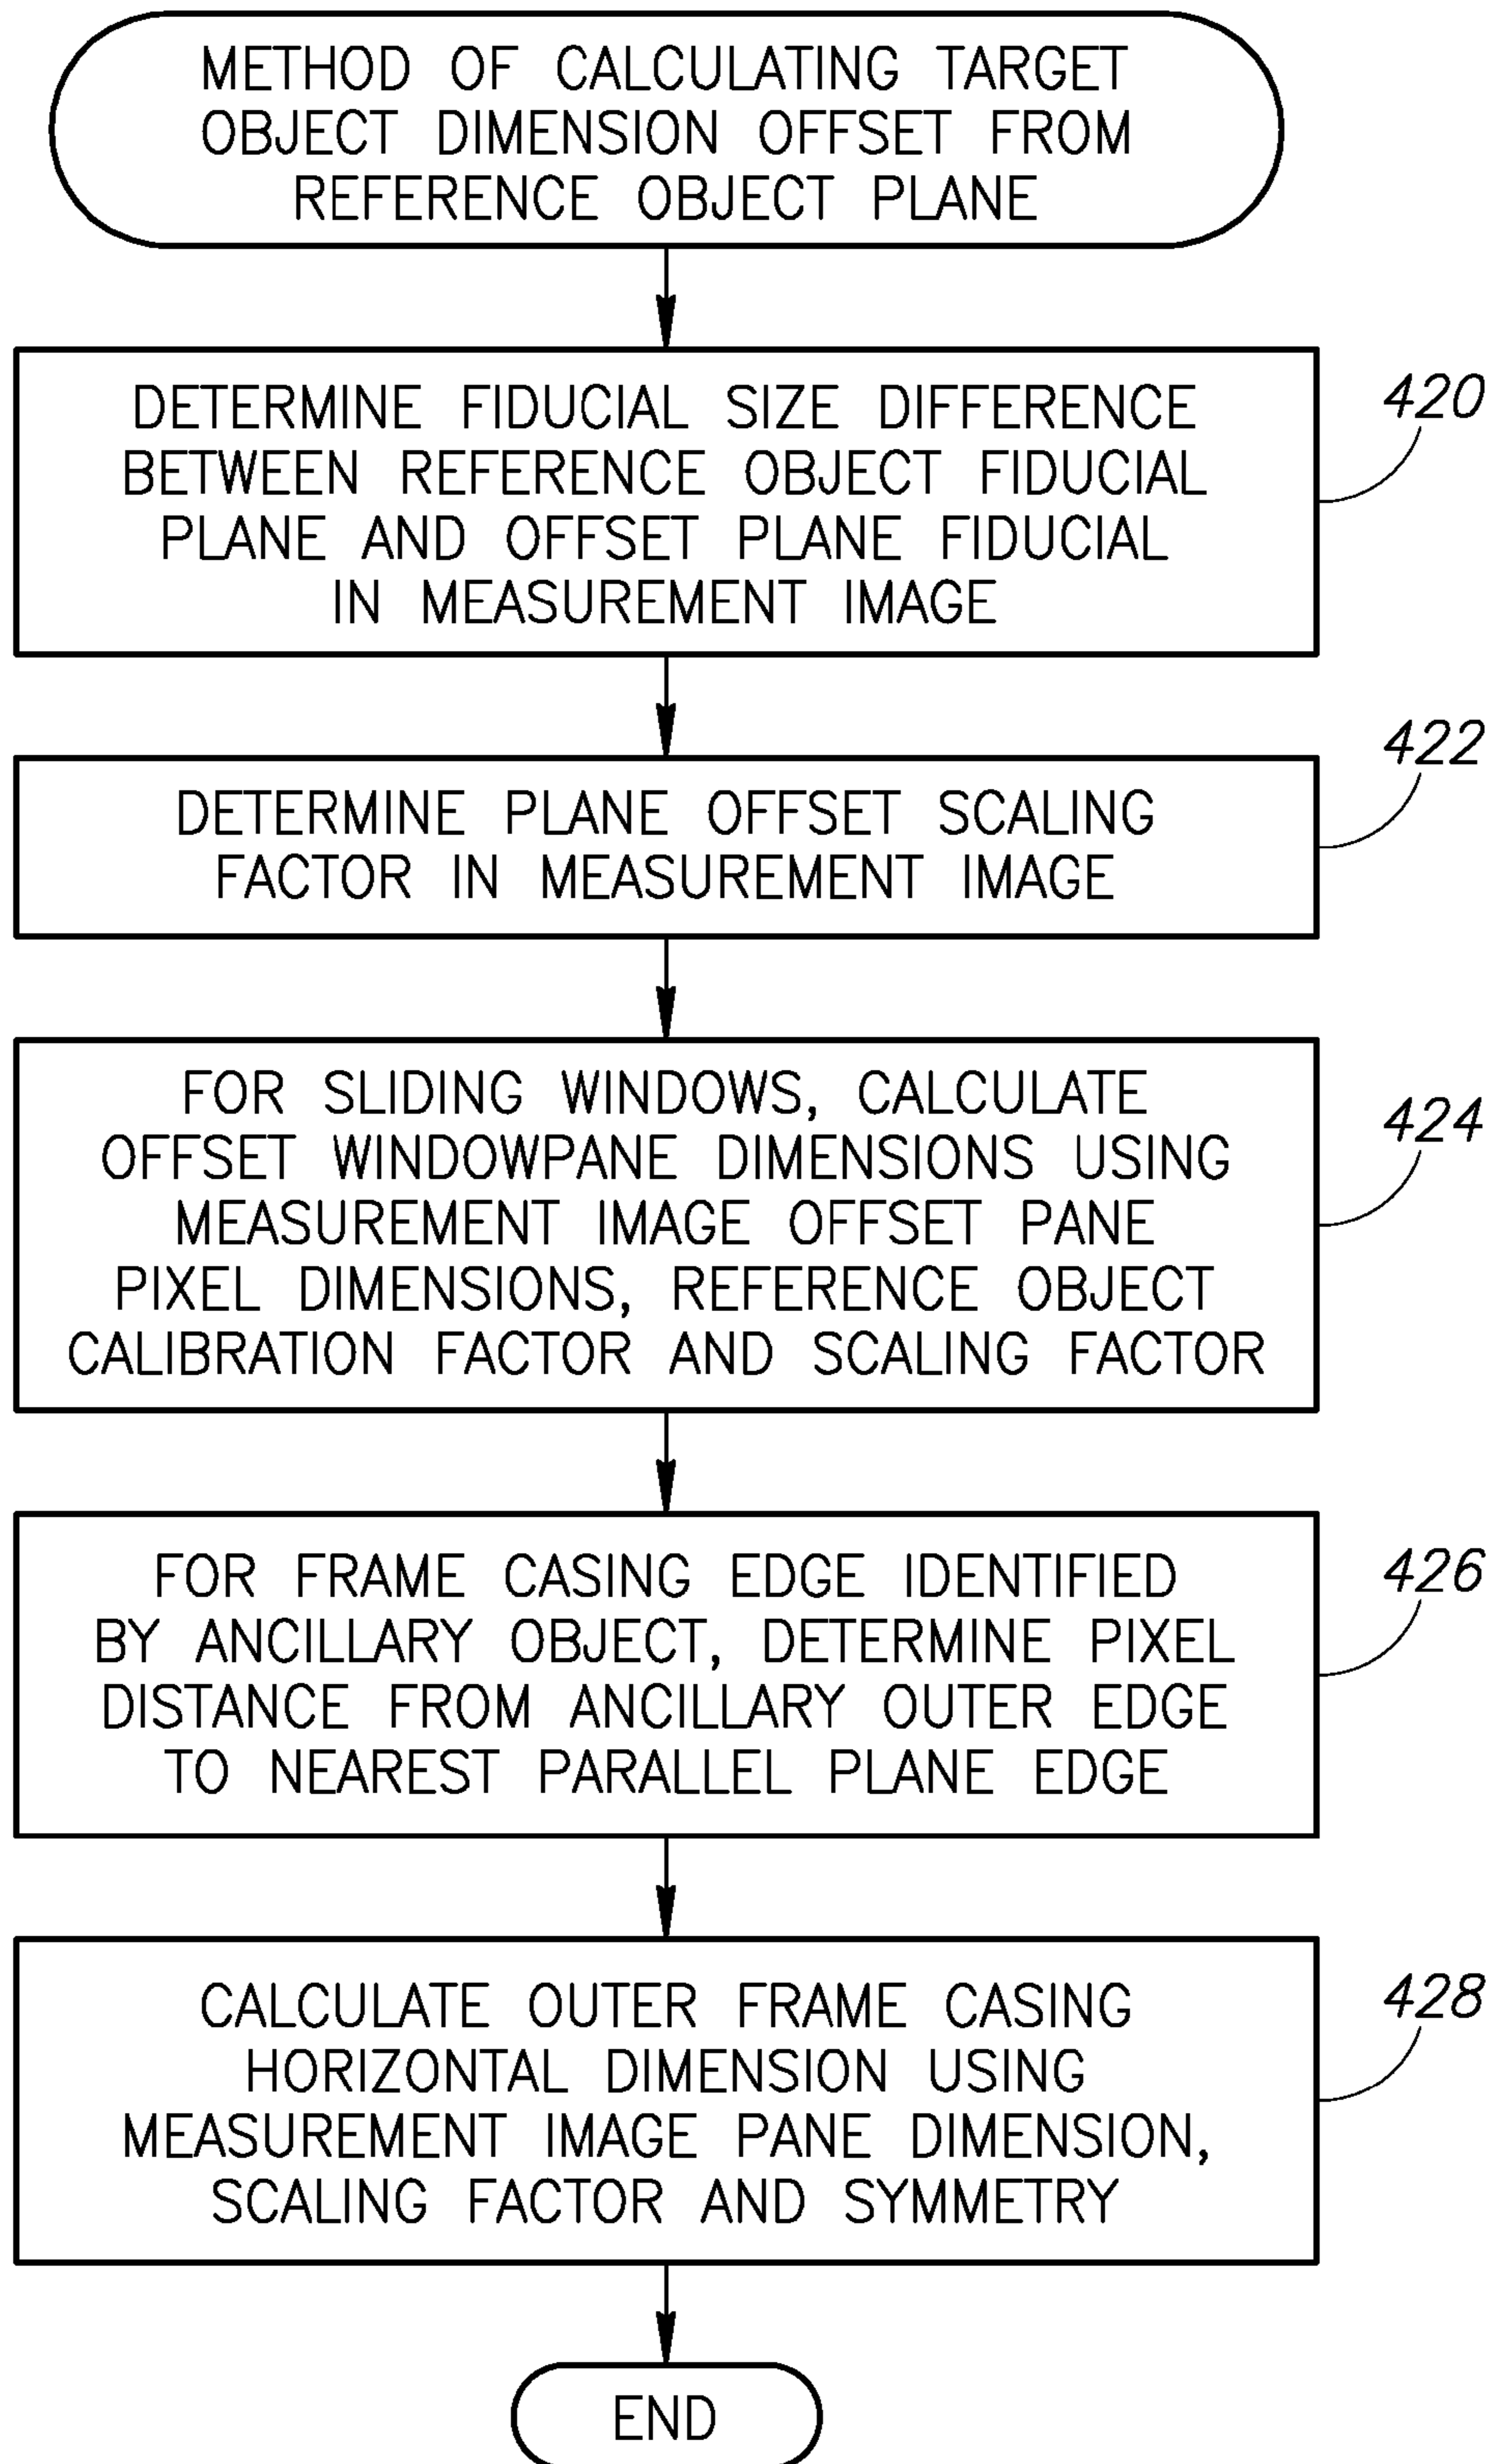 METHOD OF CALCULATING TARGET
OBJECT DIMENSION OFFSET FROM
REFERENCE OBJECT PLANE
DETERMINE FIDUCIAL SIZE DIFFERENCE
BETWEEN REFERENCE OBJECT FIDUCIAL
PLANE AND OFFSET PLANE FIDUCIAL
IN MEASUREMENT IMAGE
420
DETERMINE PLANE OFFSET SCALING
FACTOR IN MEASUREMENT IMAGE
422
FOR SLIDING WINDOWS, CALCULATE
OFFSET WINDOWPANE DIMENSIONS USING
MEASUREMENT IMAGE OFFSET PANE
PIXEL DIMENSIONS, REFERENCE OBJECT
CALIBRATION FACTOR AND SCALING FACTOR
424
FOR FRAME CASING EDGE IDENTIFIED
BY ANCILLARY OBJECT, DETERMINE PIXEL
DISTANCE FROM ANCILLARY OUTER EDGE
TO NEAREST PARALLEL PLANE EDGE
426
CALCULATE OUTER FRAME CASING
HORIZONTAL DIMENSION USING
MEASUREMENT IMAGE PANE DIMENSION,
SCALING FACTOR AND SYMMETRY
428
END